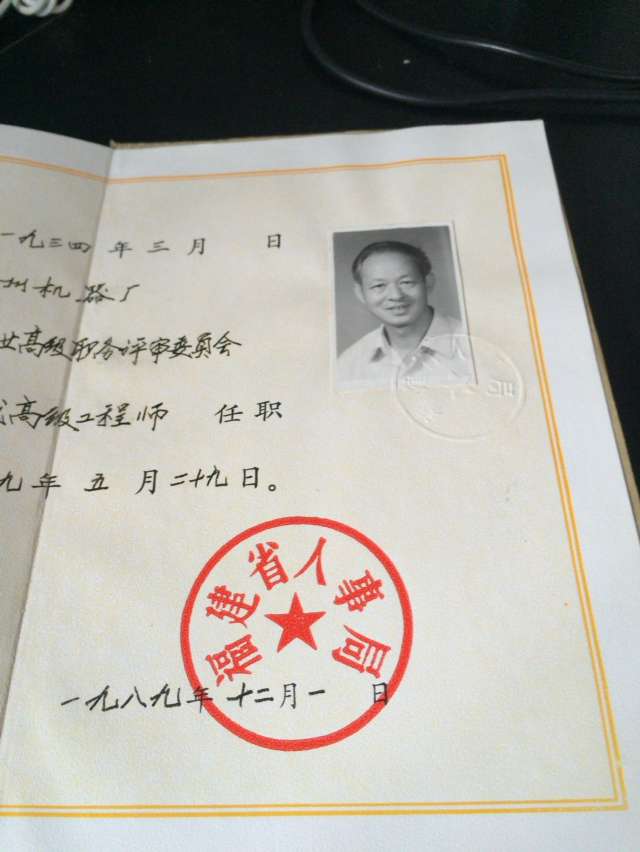 一九三四年三月 日
州机器厂
业高级职务评审委员会
高级工程师 任职
九年五月二十九日。
福建省人事局
一九八九年十二月一日